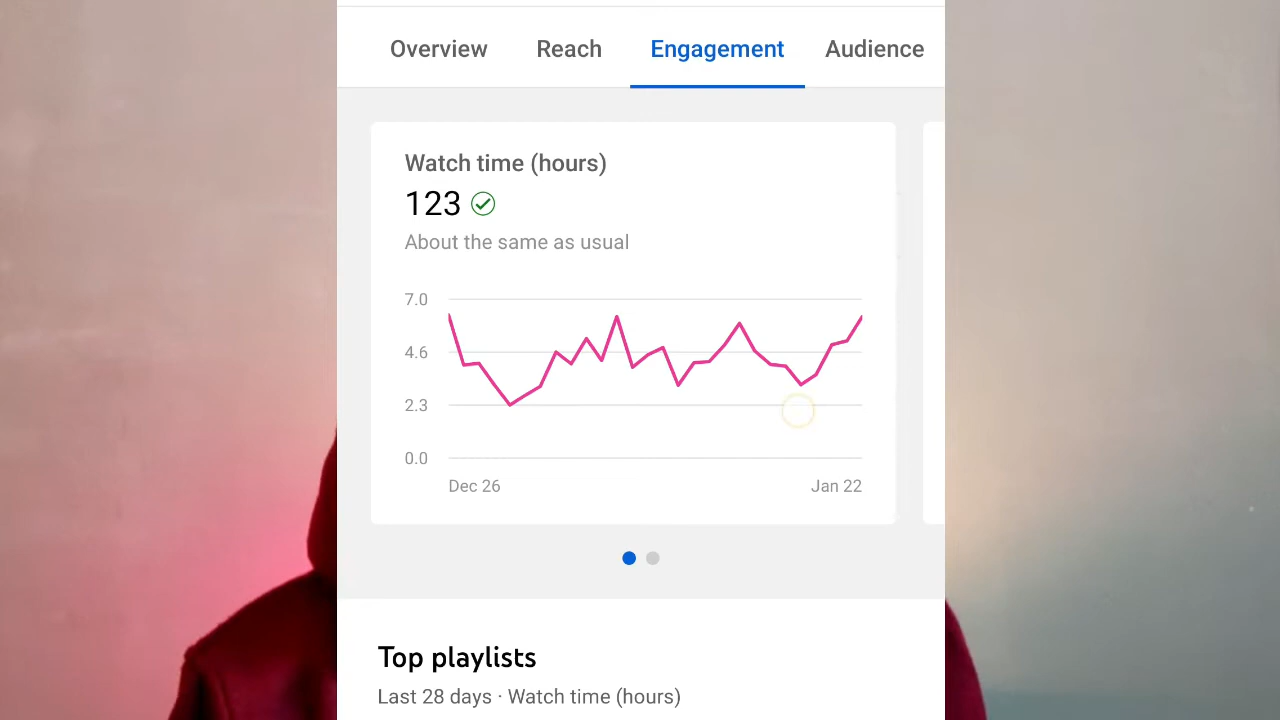 Overview Reach Engagement Audience
Watch time (hours)
123
About the same as usual
7.0
4.6
2.3
0.0
Dec 26 Jan 22
Top playlists
Last 28 days · Watch time (hours)